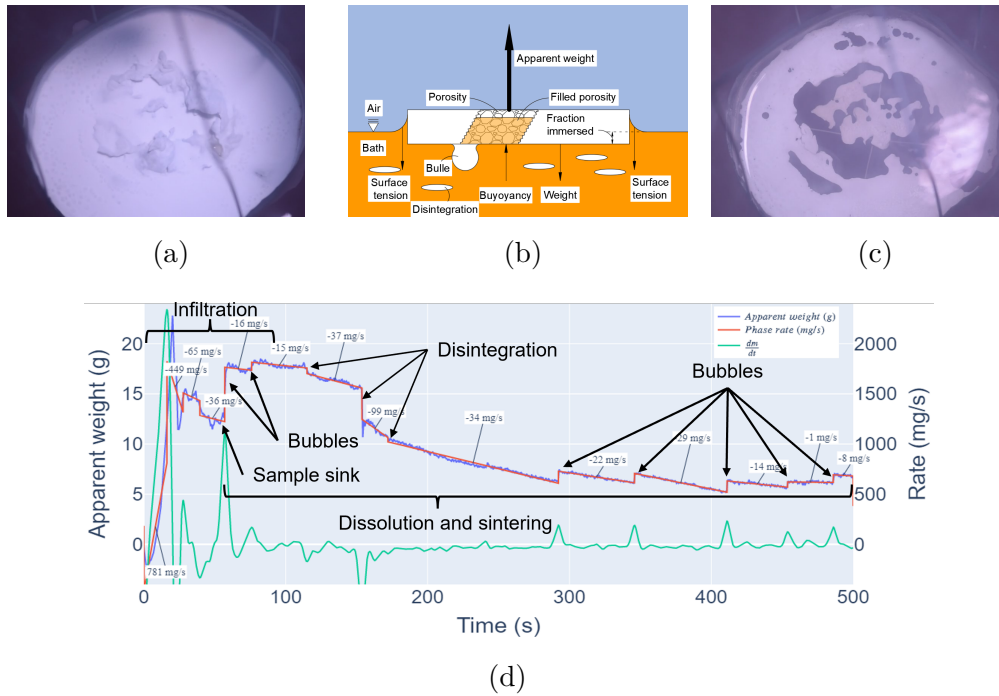 Apparent weight
Porosity
Filled porosity
Air
Fraction
immersed
Bath
Bulle
Surface
tension
Buyoyancy
Weight
Surface
tension
Disintegration
(a)
(b)
(c)
Infiltration
-16 mg/s
-37 mg/s
-15 mg/s
-65 mg/s
-449 mg/s
-36 mg/s
Disintegration
Apparent weight (g)
Phase rate (mg/s)
dm
dt
Bubbles
-99 mg/s
-34 mg/s
Bubbles
Sample sink
-22 mg/s
29 mg/s
-14 mg/s
-1 mg/s
-8 mg/s
Dissolution and sintering
781 mg/s
20
15
10
5
0
Apparent weight (g)
2000
1500
1000
500
0
Rate (mg/s)
0 100 200 300 400 500
Time (s)
(d)